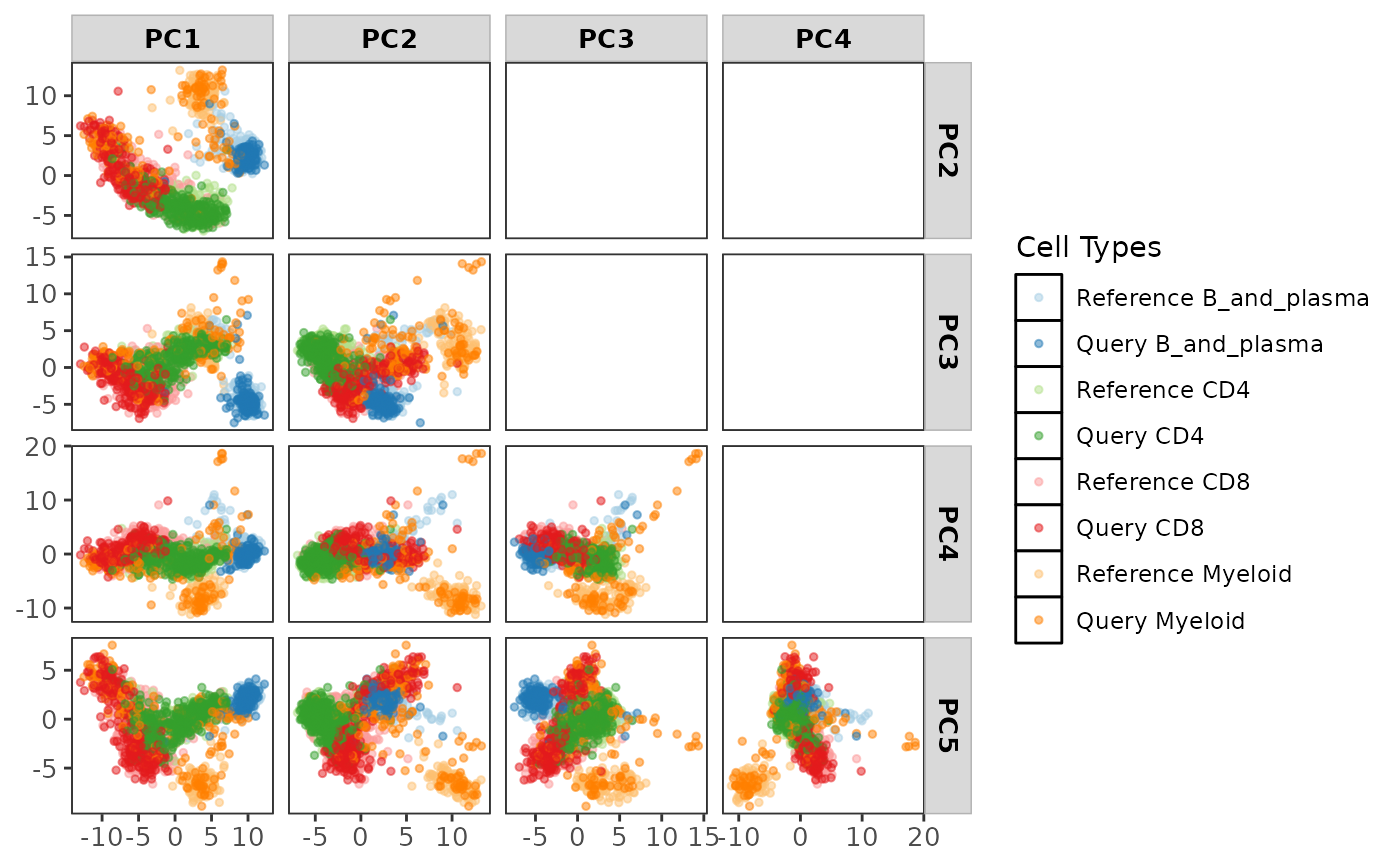 PC1 PC2 PC3 PC4
10
5
0
-5
PC2
15
10
5
0
-5
PC3
20
10
0
-10
PC4
5
0
-5
PC5
-10 -5 0 5 10 -5 0 5 10 -5 0 5 10 15 -10 0 10 20
Cell Types
Reference B_and_plasma
Query B_and_plasma
Reference CD4
Query CD4
Reference CD8
Query CD8
Reference Myeloid
Query Myeloid